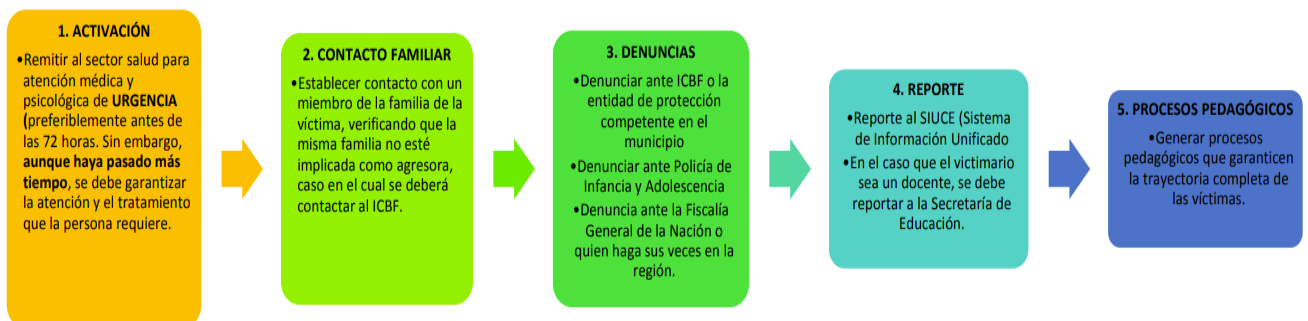 1. ACTIVACIÓN
•Remitir al sector salud para
atención médica y
psicológica de URGENCIA
(preferiblemente antes de
las 72 horas. Sin embargo,
aunque haya pasado más
tiempo, se debe garantizar
la atención y el tratamiento
que la persona requiere.
2. CONTACTO FAMILIAR
•Establecer contacto con un
miembro de la familia de la
víctima, verificando que la
misma familia no esté
implicada como agresora,
caso en el cual se deberá
contactar al ICBF.
3. DENUNCIAS
•Denunciar ante ICBF o la
entidad de protección
competente en el
municipio
•Denunciar ante Policía de
Infancia y Adolescencia
•Denuncia ante la Fiscalía
General de la Nación o
quien haga sus veces en la
región.
4. REPORTE
•Reporte al SIUCE (Sistema
de Información Unificado
•En el caso que el victimario
sea un docente, se debe
reportar a la Secretaría de
Educación.
5. PROCESOS PEDAGÓGICOS
•Generar procesos
pedagógicos que garanticen
la trayectoria completa de
las víctimas.